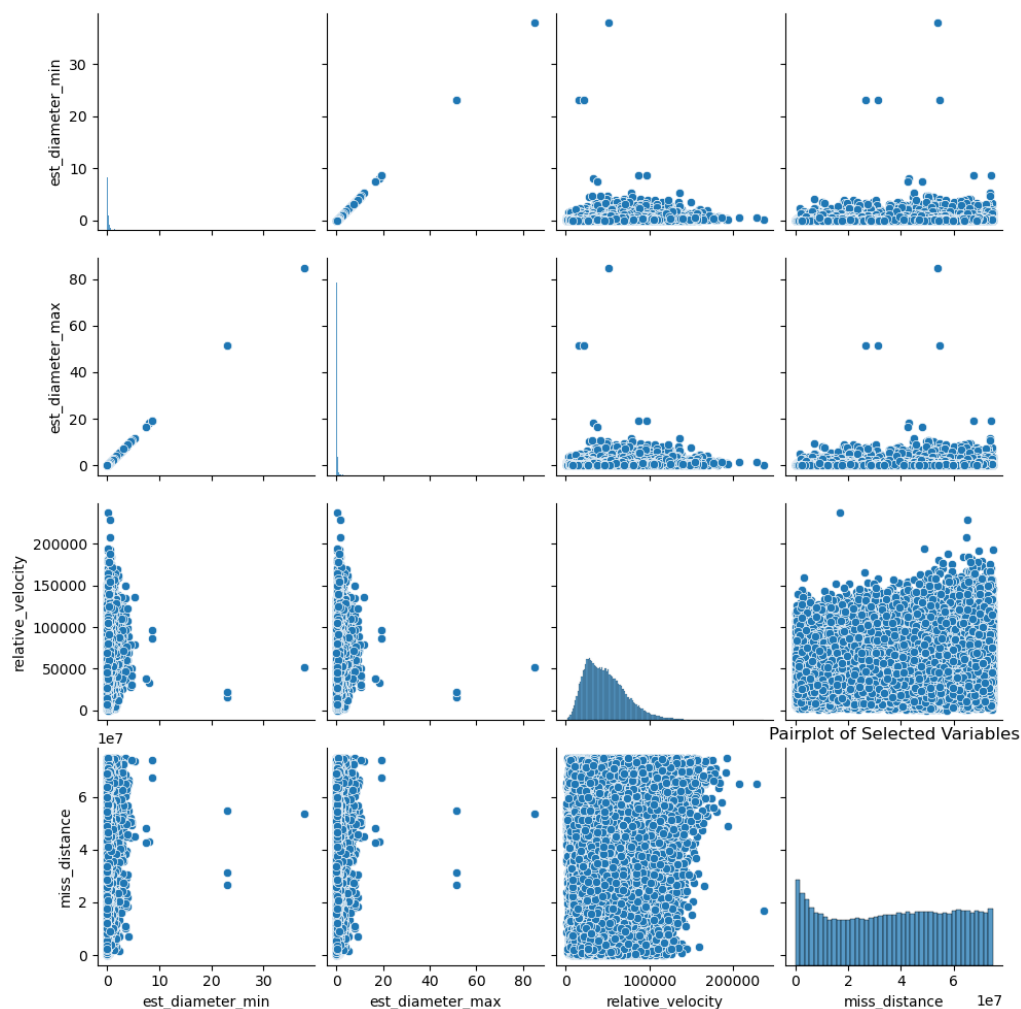 est_diameter_min
30
20
10
0
est_diameter_max
80
60
40
20
0
relative_velocity
200000
150000
100000
50000
0
1e7
Pairplot of Selected Variables
miss_distance
6
4
2
0
0 10 20 30
0 20 40 60 80
0 100000 200000
0 2 4 6
1e7
est_diameter_min est_diameter_max relative_velocity miss_distance